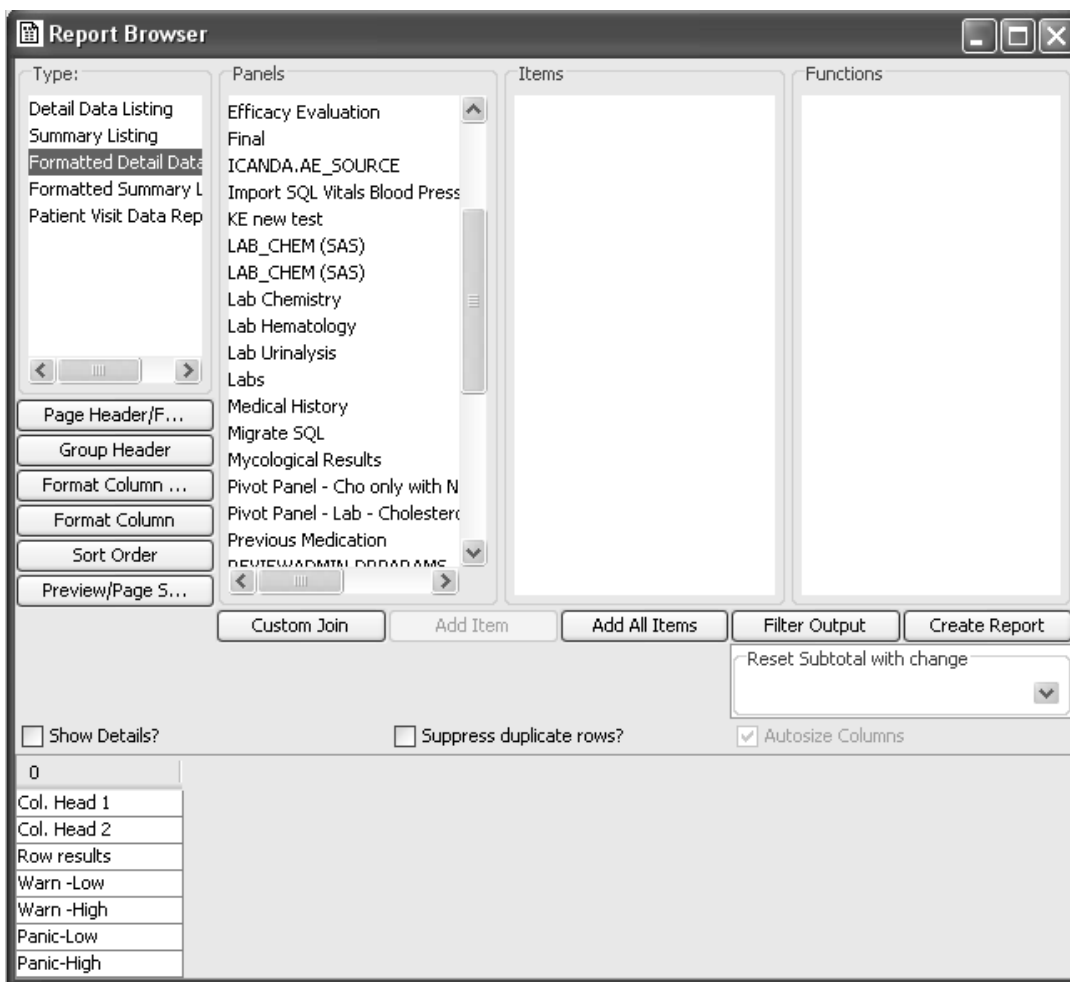 Report Browser
Type:
Detail Data Listing
Summary Listing
Formatted Detail Data
Formatted Summary L
Patient Visit Data Rep
Page Header/F...
Group Header
Format Column ...
Format Column
Sort Order
Preview/Page S...
Panels
Efficacy Evaluation
Final
ICANDA.AE_SOURCE
Import SQL Vitals Blood Press
KE new test
LAB_CHEM (SAS)
LAB_CHEM (SAS)
Lab Chemistry
Lab Hematology
Lab Urinalysis
Labs
Medical History
Migrate SQL
Mycological Results
Pivot Panel - Cho only with N
Pivot Panel - Lab - Cholestero
Previous Medication
REVIEWADMIN.DRPARAMS
Items
Functions
Custom Join
Add Item
Add All Items
Filter Output
Create Report
Reset Subtotal with change
Show Details?
Suppress duplicate rows?
Autosize Columns
0
Col. Head 1
Col. Head 2
Row results
Warn -Low
Warn -High
Panic-Low
Panic-High